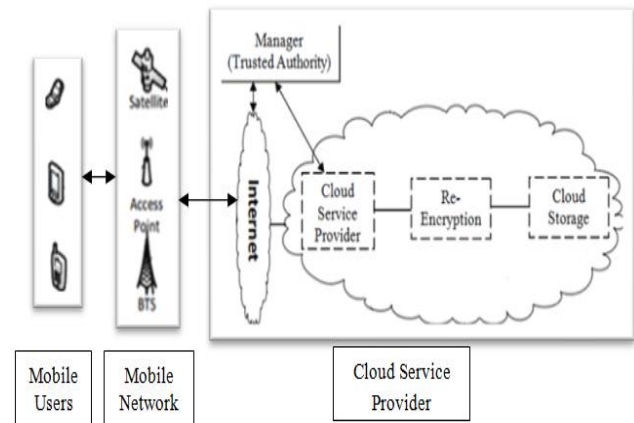 Manager
(Trusted Authority)
Satellite
Access
Point
BTS
Internet
Cloud
Service
Provider
Re-
Encryption
Cloud
Storage
Mobile
Users
Mobile
Network
Cloud Service
Provider